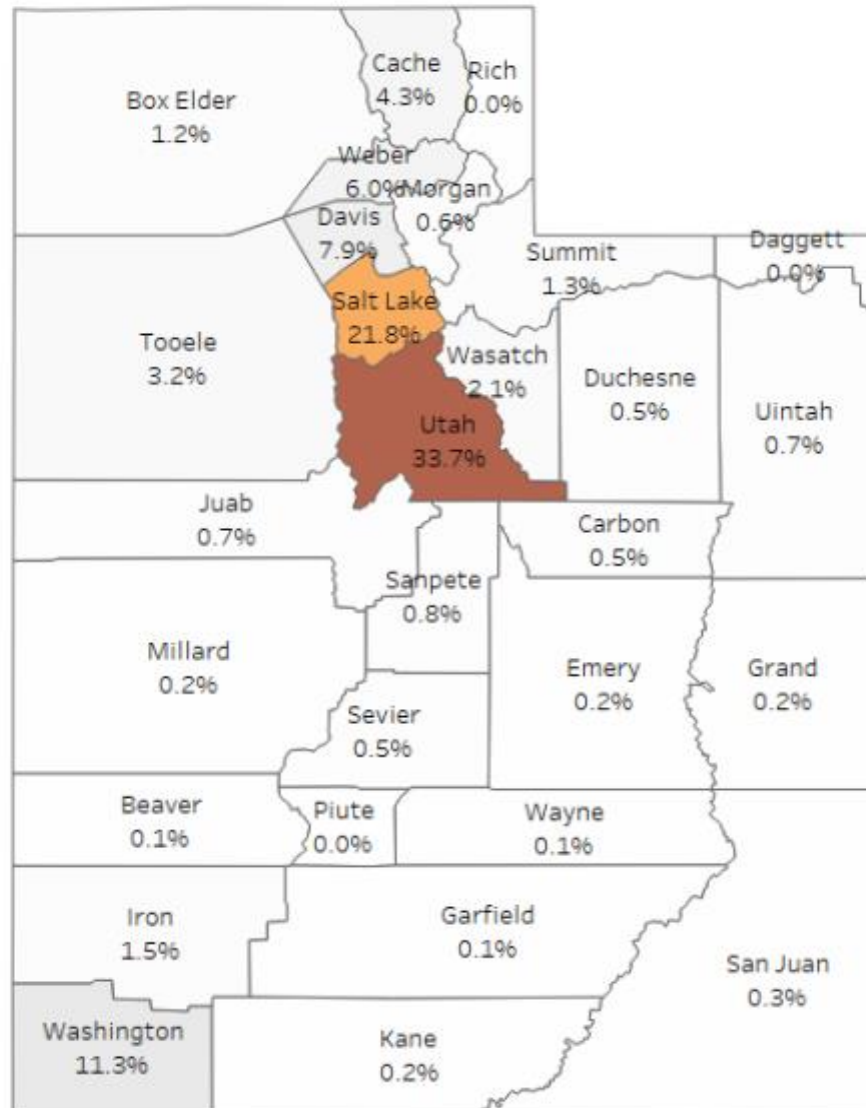 Cache
4.3%
Rich
0.0%
Box Elder
1.2%
Weber
6.0%
Morgan
0.6%
Davis
7.9%
Summit
1.3%
Daggett
0.0%
Salt Lake
21.8%
Tooele
3.2%
Wasatch
2.1%
Duchesne
0.5%
Uintah
0.7%
Utah
33.7%
Juab
0.7%
Carbon
0.5%
Sanpete
0.8%
Millard
0.2%
Emery
0.2%
Grand
0.2%
Sevier
0.5%
Beaver
0.1%
Piute
0.0%
Wayne
0.1%
Iron
1.5%
Garfield
0.1%
San Juan
0.3%
Washington
11.3%
Kane
0.2%